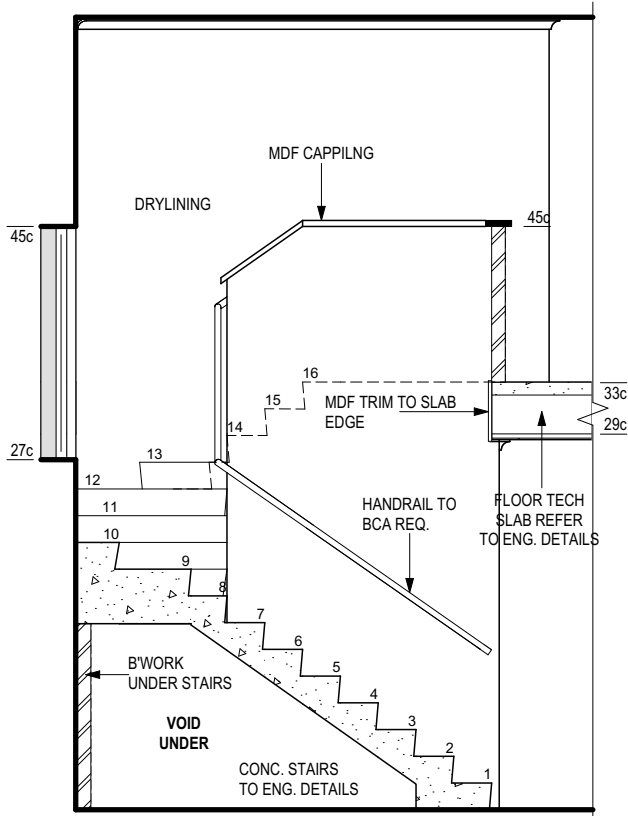 MDF CAPPILNG
DRYLINING
45c
45c
16
15
14
MDF TRIM TO SLAB
EDGE
33c
29c
27c
13
12
11
10
9
8
HANDRAIL TO
BCA REQ.
FLOOR TECH
SLAB REFER
TO ENG. DETAILS
7
6
5
4
3
2
1
B'WORK
UNDER STAIRS
VOID
UNDER
CONC. STAIRS
TO ENG. DETAILS